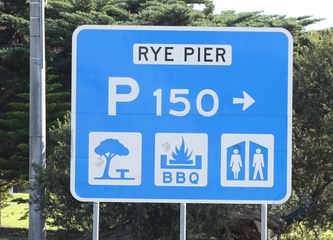 RYE PIER
P 150 →
BBQ